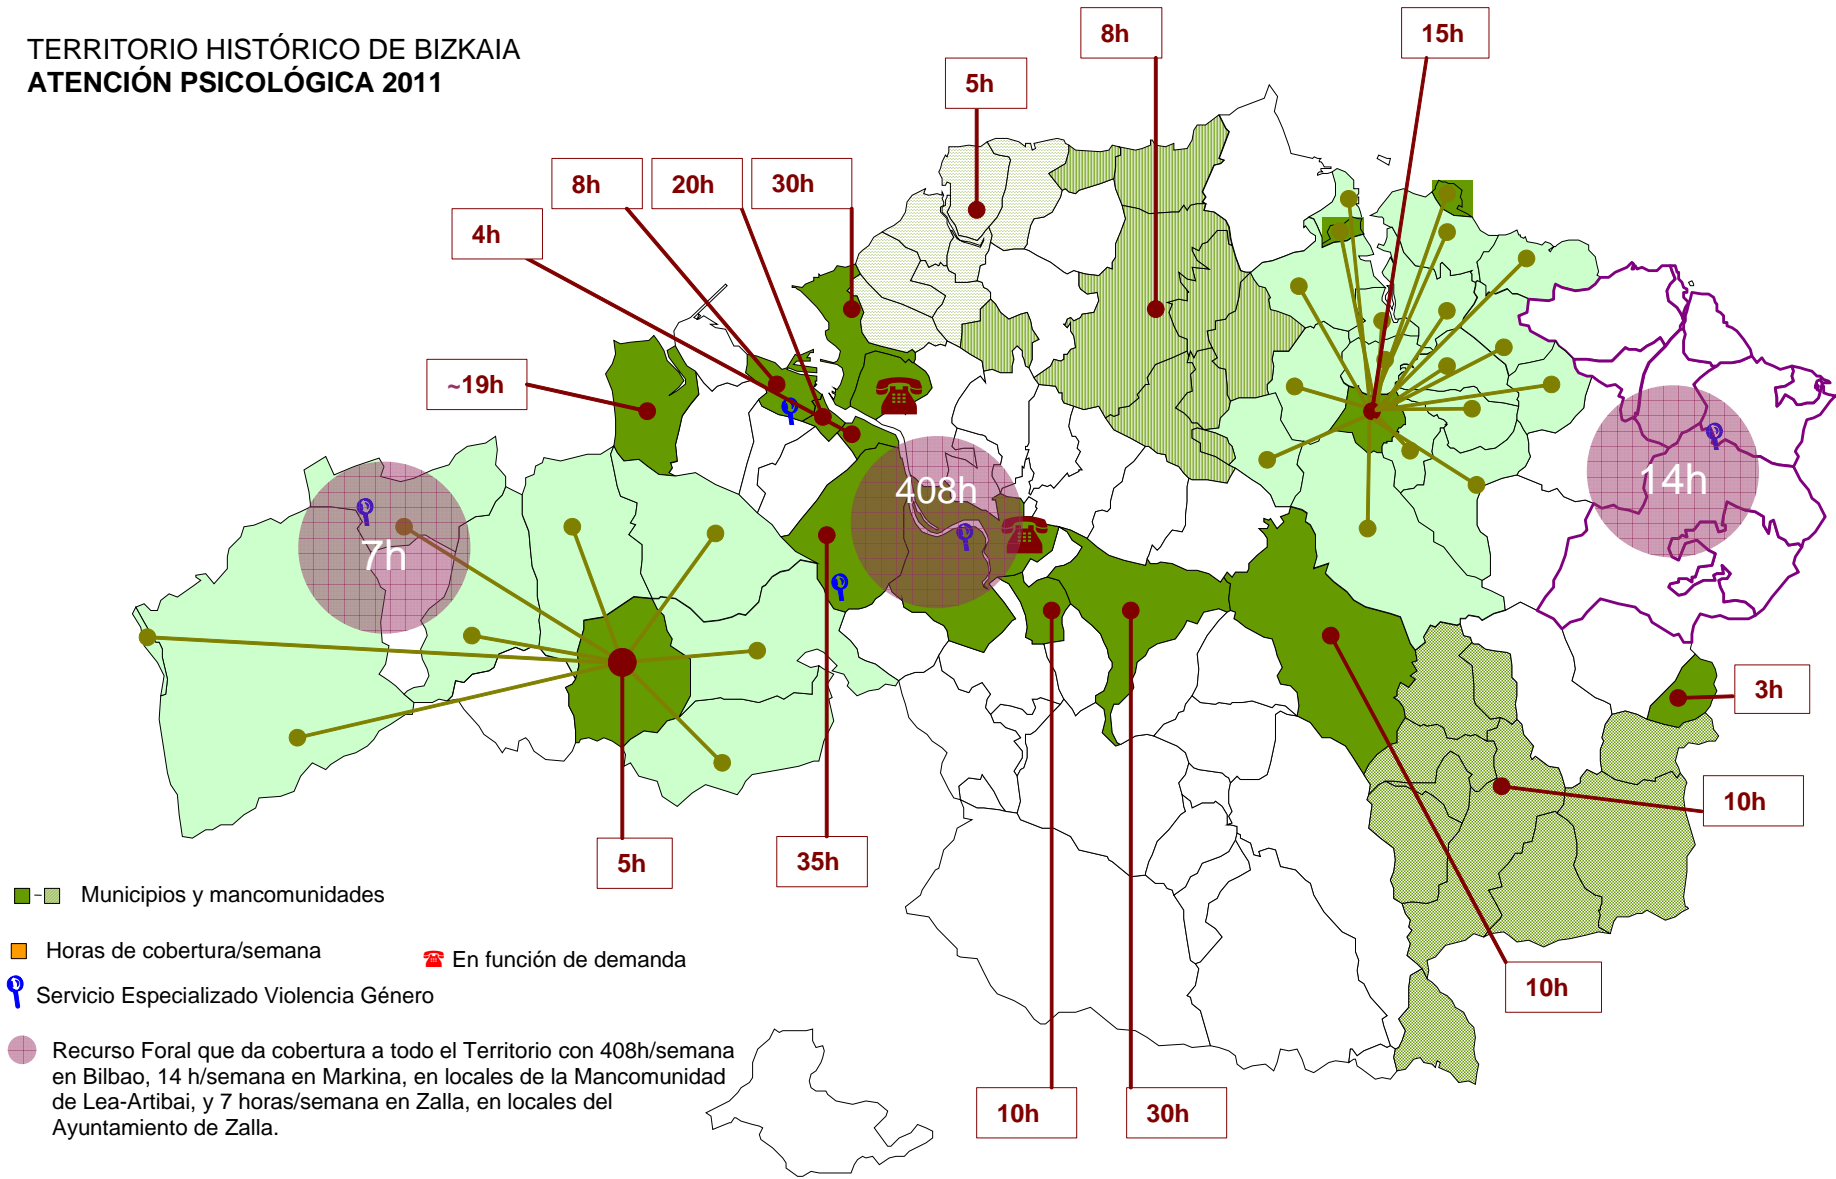 TERRITORIO HISTÓRICO DE BIZKAIA
ATENCIÓN PSICOLÓGICA 2011
8h
15h
5h
8h
20h
30h
4h
~19h
408h
14h
7h
3h
10h
5h
35h
10h
10h
30h
Municipios y mancomunidades
Horas de cobertura/semana
En función de demanda
Servicio Especializado Violencia Género
Recurso Foral que da cobertura a todo el Territorio con 408h/semana
en Bilbao, 14 h/semana en Markina, en locales de la Mancomunidad
de Lea-Artibai, y 7 horas/semana en Zalla, en locales del
Ayuntamiento de Zalla.